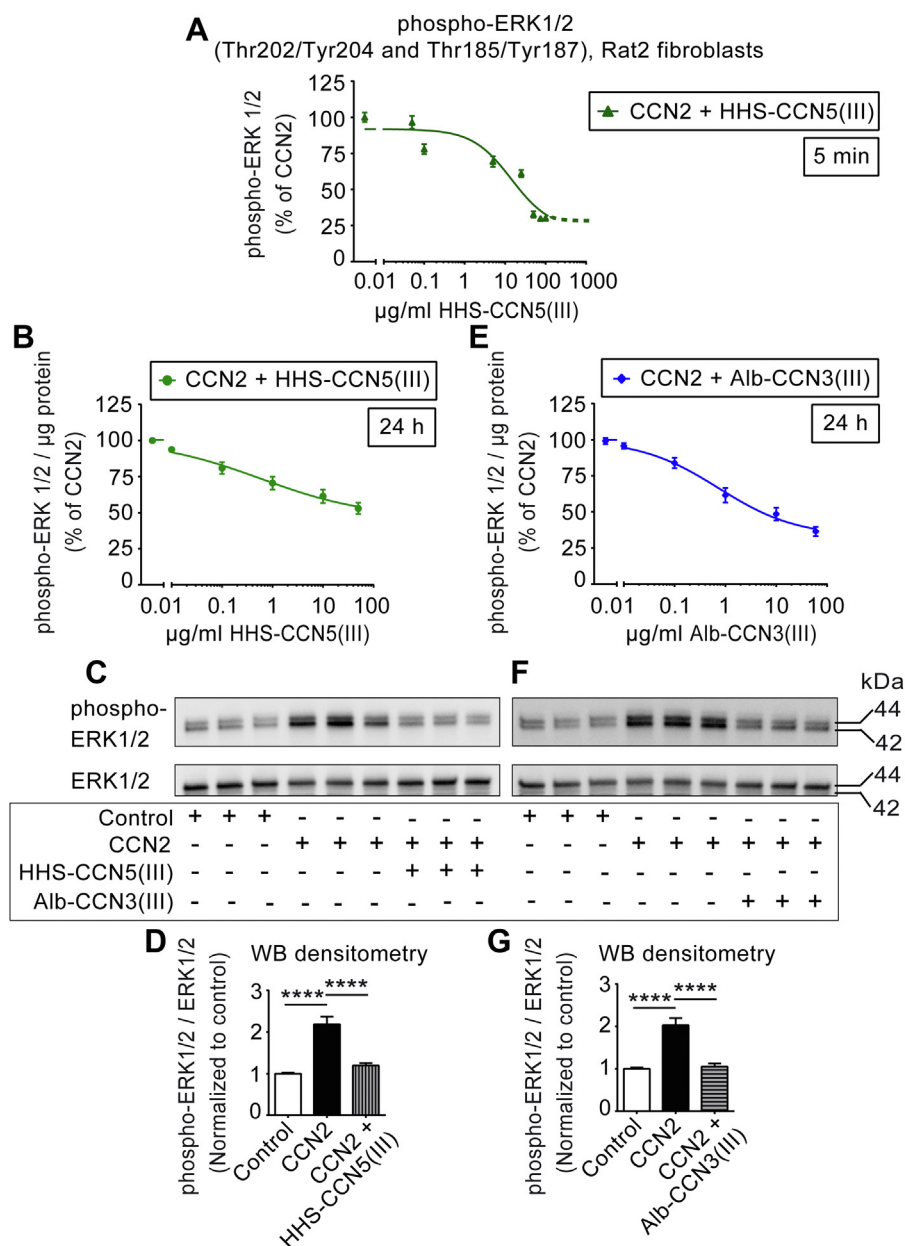 A
phospho-ERK1/2
(Thr202/Tyr204 and Thr185/Tyr187), Rat2 fibroblasts
phospho-ERK 1/2
(% of CCN2)
125
100
75
50
25
0
0.01 0.1 1 10 100 1000
µg/ml HHS-CCN5(III)
CCN2 + HHS-CCN5(III)
5 min
B
phospho-ERK 1/2 / µg protein
(% of CCN2)
CCN2 + HHS-CCN5(III)
24 h
125
100
75
50
25
0
0.01 0.1 1 10 100
µg/ml HHS-CCN5(III)
E
phospho-ERK 1/2 / µg protein
(% of CCN2)
CCN2 + Alb-CCN3(III)
24 h
125
100
75
50
25
0
0.01 0.1 1 10 100
µg/ml Alb-CCN3(III)
C
F
kDa
phospho-
ERK1/2
44
42
ERK1/2
44
42
Control + + + - - - - - - + + + - - - - - -
CCN2 - - - + + + + + + - - - + + + + + +
HHS-CCN5(III) - - - - - - + + + - - - - - - - - -
Alb-CCN3(III) - - - - - - - - - - - - - - - + + +
D
WB densitometry
phospho-ERK1/2 / ERK1/2
(Normalized to control)
3
2
1
0
**** ****
Control
CCN2
CCN2 +
HHS-CCN5(III)
G
WB densitometry
phospho-ERK1/2 / ERK1/2
(Normalized to control)
3
2
1
0
**** ****
Control
CCN2
CCN2 +
Alb-CCN3(III)